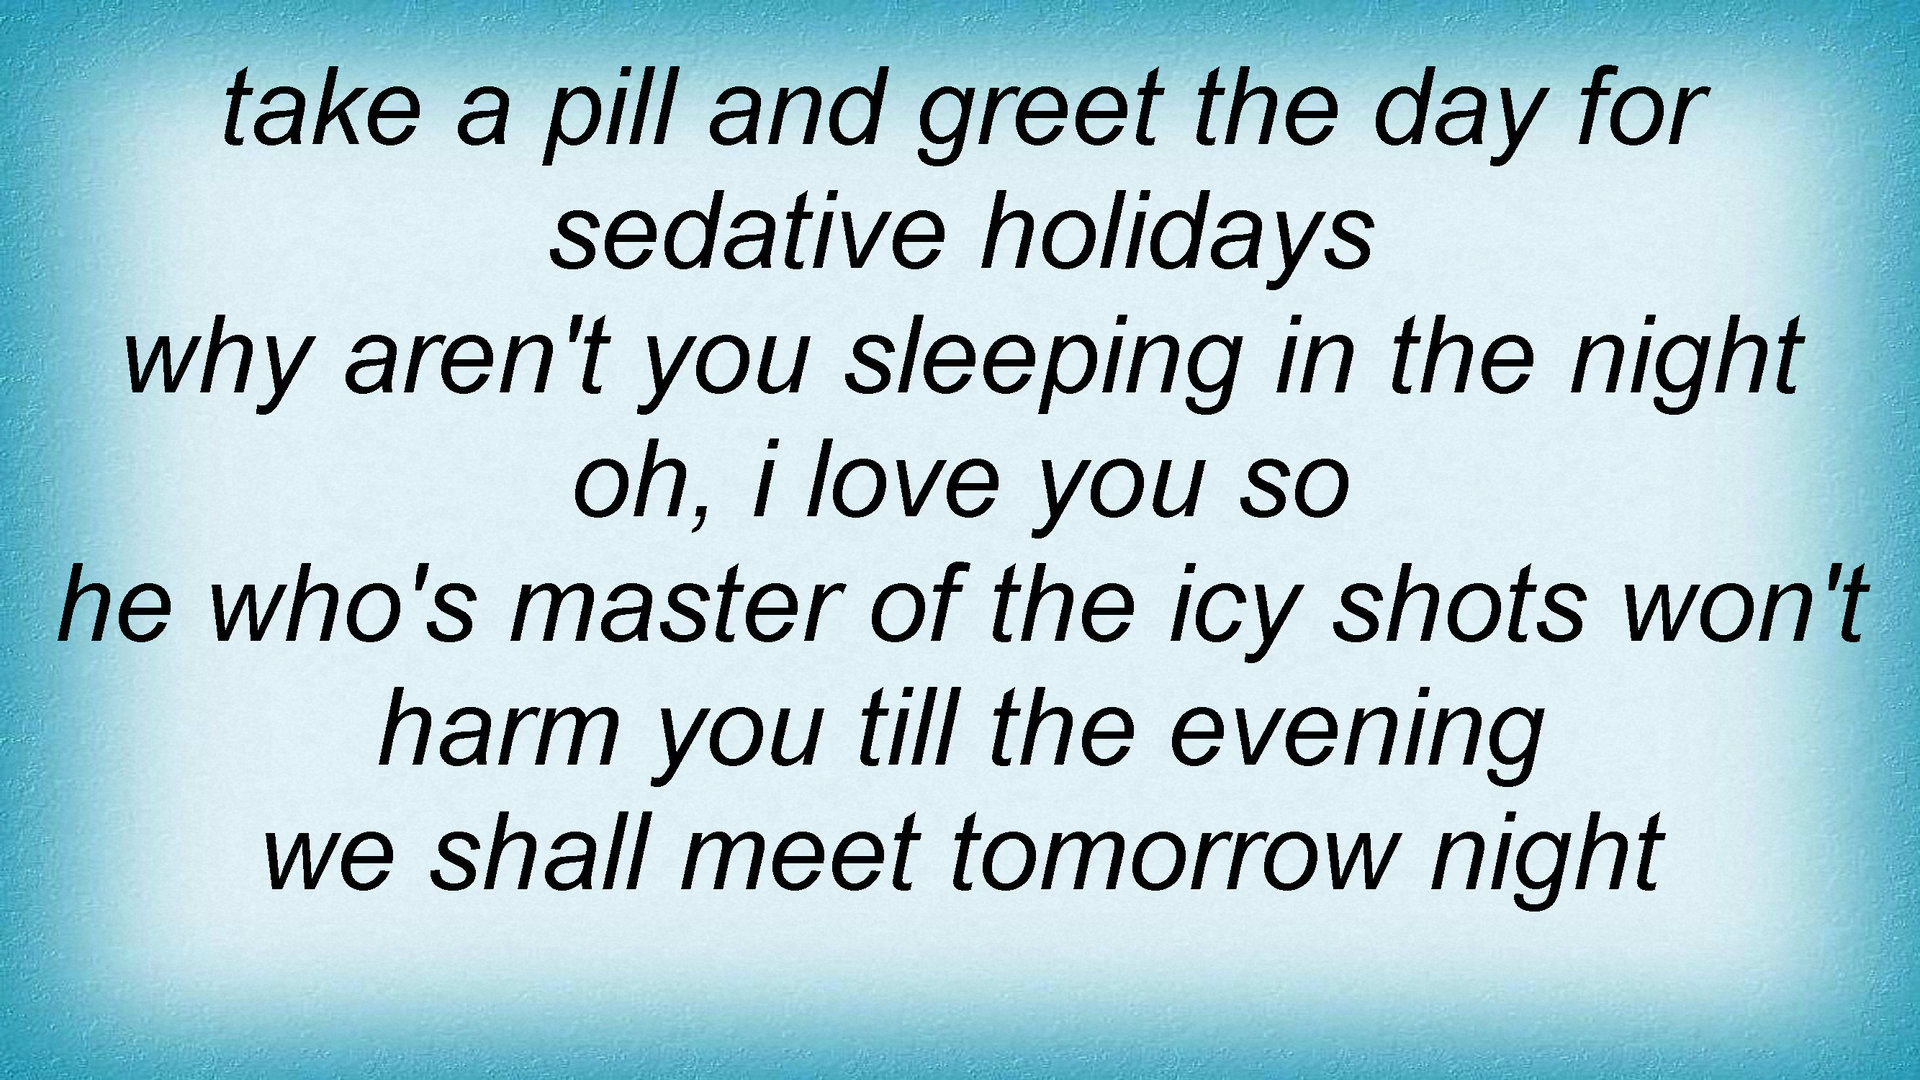 take a pill and greet the day for
sedative holidays
why aren't you sleeping in the night
oh, i love you so
he who's master of the icy shots won't
harm you till the evening
we shall meet tomorrow night